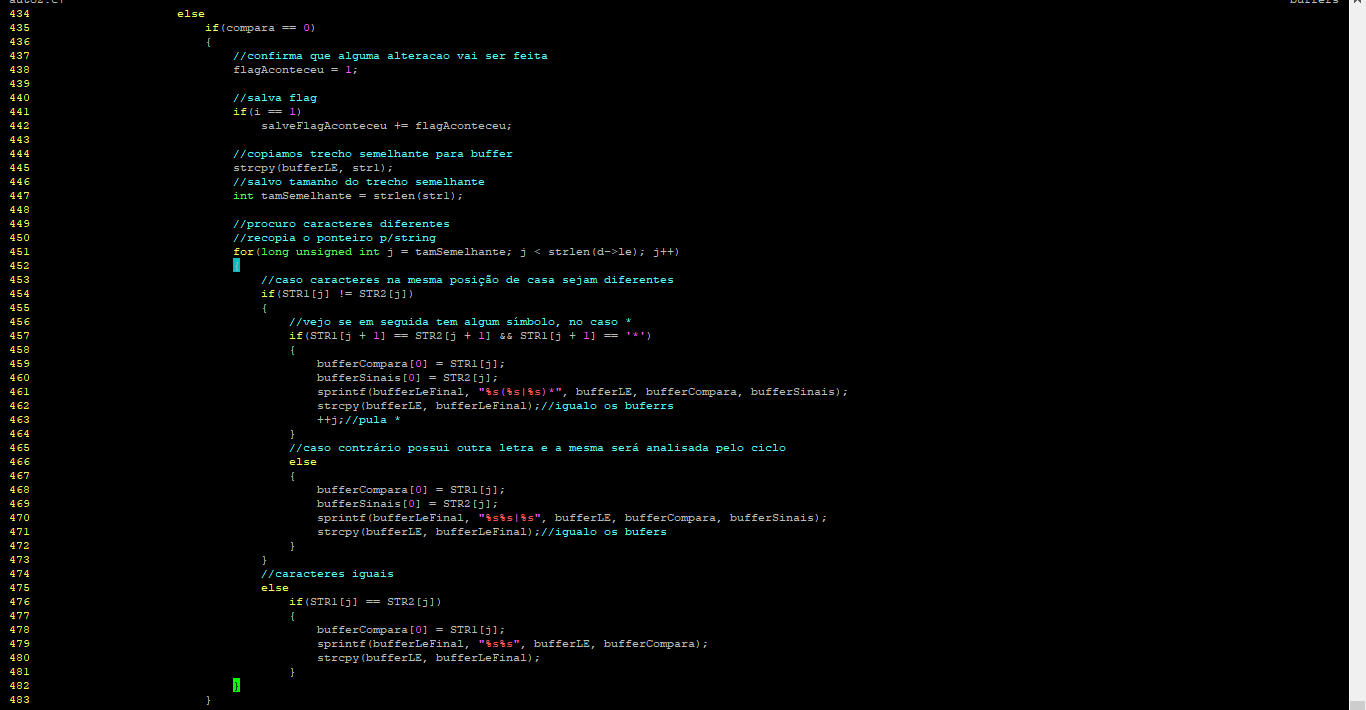 buffers
434 else
435 if(compara == 0)
436 {
437 //confirma que alguma alteracao vai ser feita
438 flagAconteceu = 1;
439
440 //salva flag
441 if(i == 1)
442 salveFlagAconteceu += flagAconteceu;
443
444 //copiamos trecho semelhante para buffer
445 strcpy(bufferLE, str1);
446 //salvo tamanho do trecho semelhante
447 int tamSemelhante = strlen(str1);
448
449 //procuro caracteres diferentes
450 //recopia o ponteiro p/string
451 for(long unsigned int j = tamSemelhante; j < strlen(d->le); j++)
452 {
453 //caso caracteres na mesma posição de casa sejam diferentes
454 if(STR1[j] != STR2[j])
455 {
456 //vejo se em seguida tem algum símbolo, no caso *
457 if(STR1[j + 1] == STR2[j + 1] && STR1[j + 1] == '*')
458 {
459 bufferCompara[0] = STR1[j];
460 bufferSinais[0] = STR2[j];
461 sprintf(bufferLeFinal, "%s(%s|%s)*", bufferLE, bufferCompara, bufferSinais);
462 strcpy(bufferLE, bufferLeFinal);//igualo os buferrs
463 ++j;//pula *
464 }
465 //caso contrário possui outra letra e a mesma será analisada pelo ciclo
466 else
467 {
468 bufferCompara[0] = STR1[j];
469 bufferSinais[0] = STR2[j];
470 sprintf(bufferLeFinal, "%s%s|%s", bufferLE, bufferCompara, bufferSinais);
471 strcpy(bufferLE, bufferLeFinal);//igualo os bufers
472 }
473 }
474 //caracteres iguais
475 else
476 if(STR1[j] == STR2[j])
477 {
478 bufferCompara[0] = STR1[j];
479 sprintf(bufferLeFinal, "%s%s", bufferLE, bufferCompara);
480 strcpy(bufferLE, bufferLeFinal);
481 }
482 }
483 }